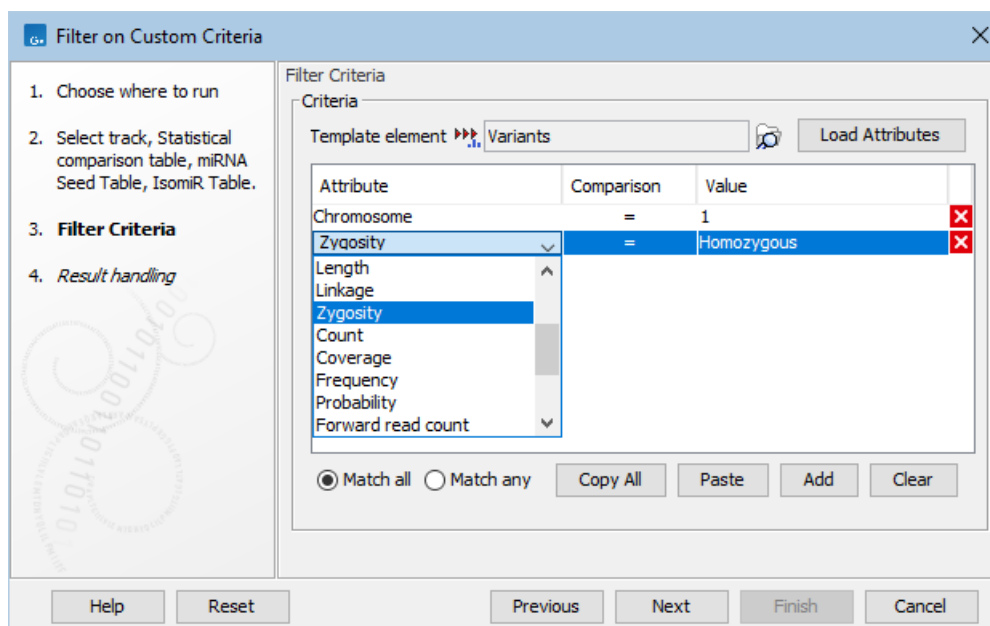 G.
Filter on Custom Criteria
1. Choose where to run
2. Select track, Statistical
comparison table, miRNA
Seed Table, IsomiR Table.
3. Filter Criteria
4. Result handling
Filter Criteria
Criteria
Template element Variants Load Attributes
Attribute Comparison Value
Chromosome = 1
Zygosity = Homozygous
Length
Linkage
Zygosity
Count
Coverage
Frequency
Probability
Forward read count
Match all Match any Copy All Paste Add Clear
Help Reset Previous Next Finish Cancel